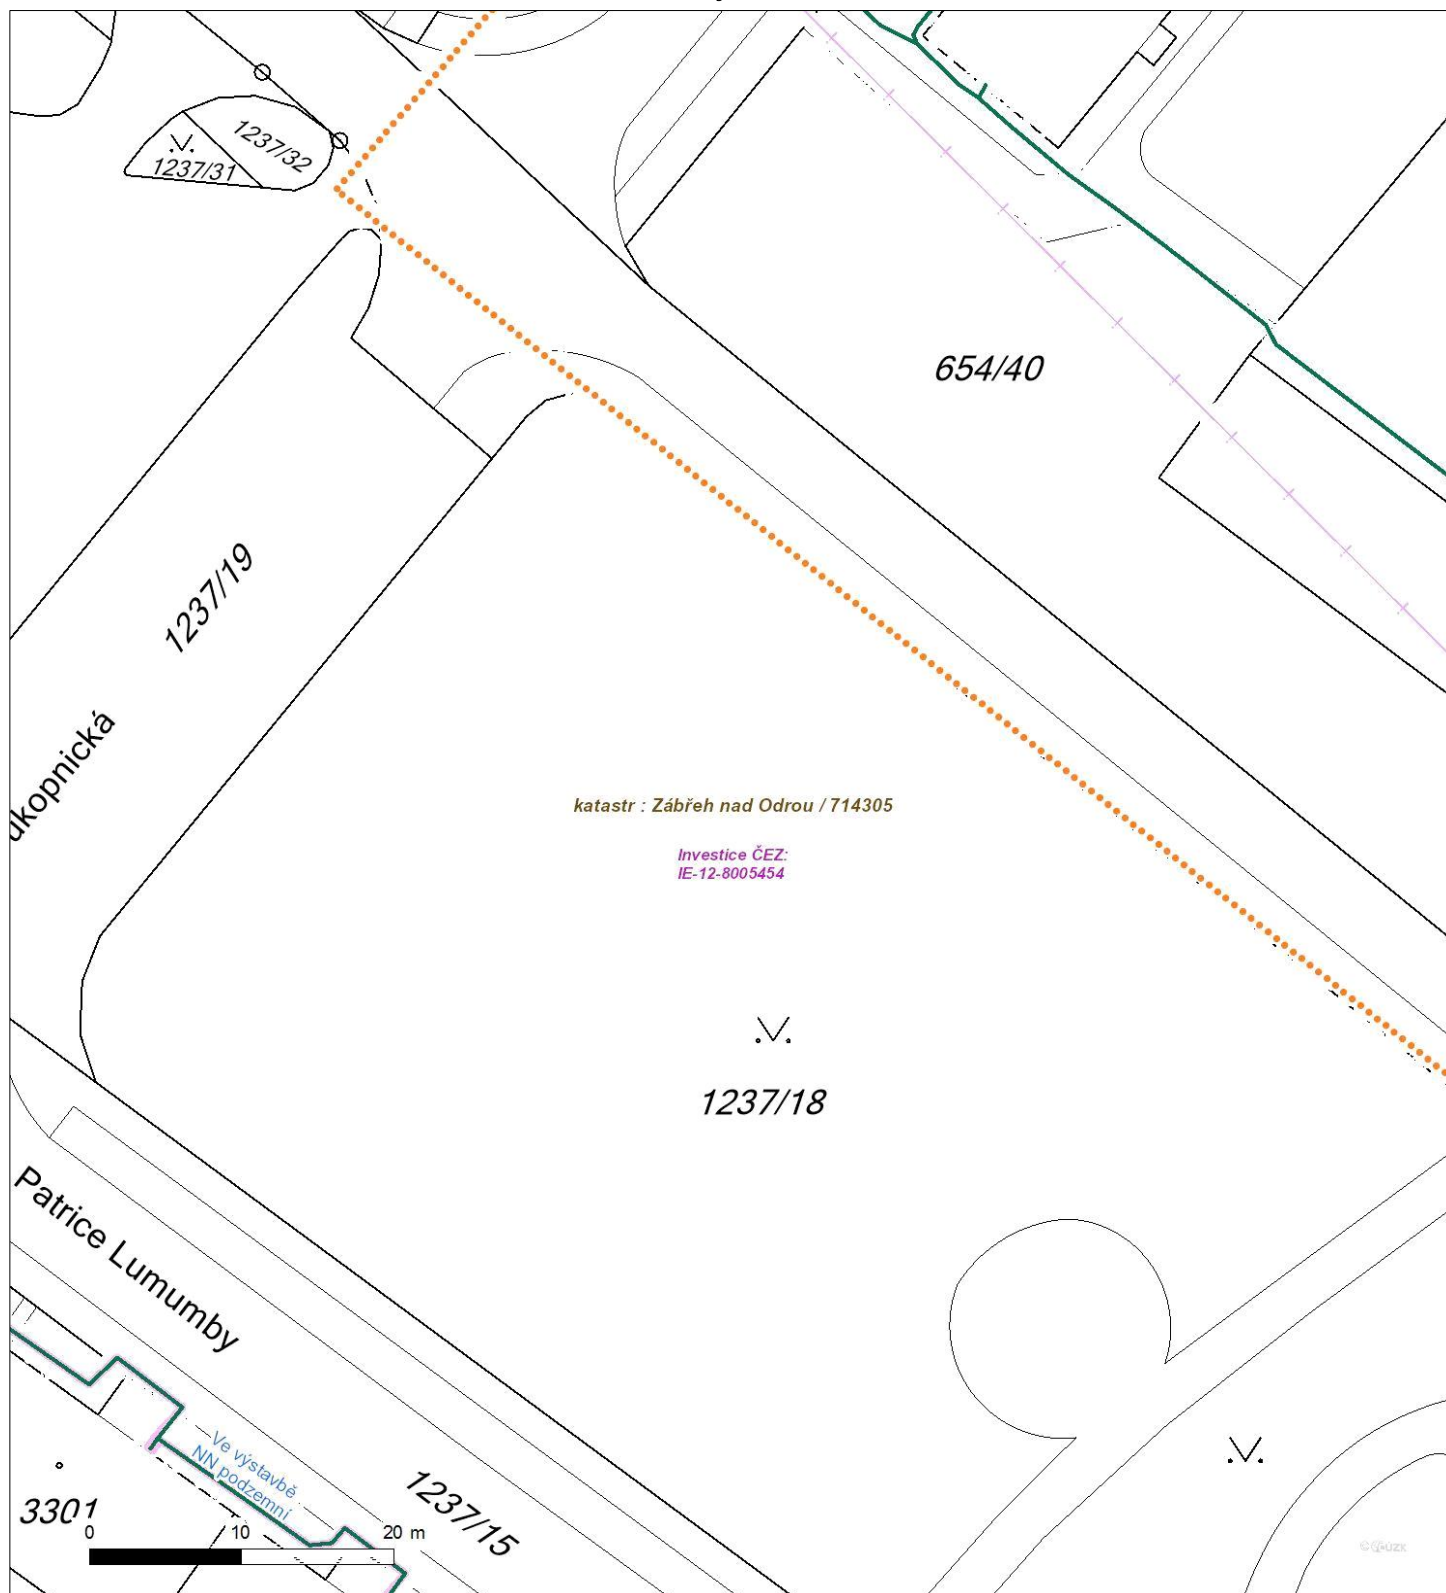 1237/32
1237/31
654/40
1237/19
katastr : Zábřeh nad Odrou / 714305
Investice ČEZ:
IE-12-8005454
1237/18
Patrice Lumumby
Ve výstavbě
NN podzemní
1237/15
3301
0 10 20 m